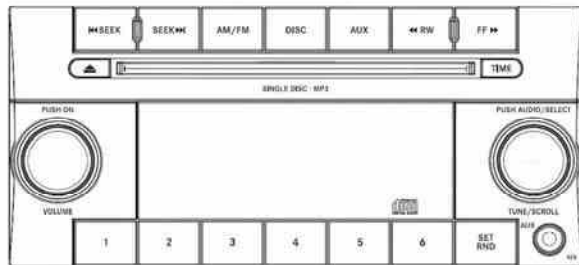 SEEK SEEK AM/FM DISC AUX RW FF
TIME
SINGLE DISC - MP3
PUSH ON PUSH AUDIO/SELECT
VOLUME TUNE/SCROLL
AUX
1 2 3 4 5 6 SET
RND